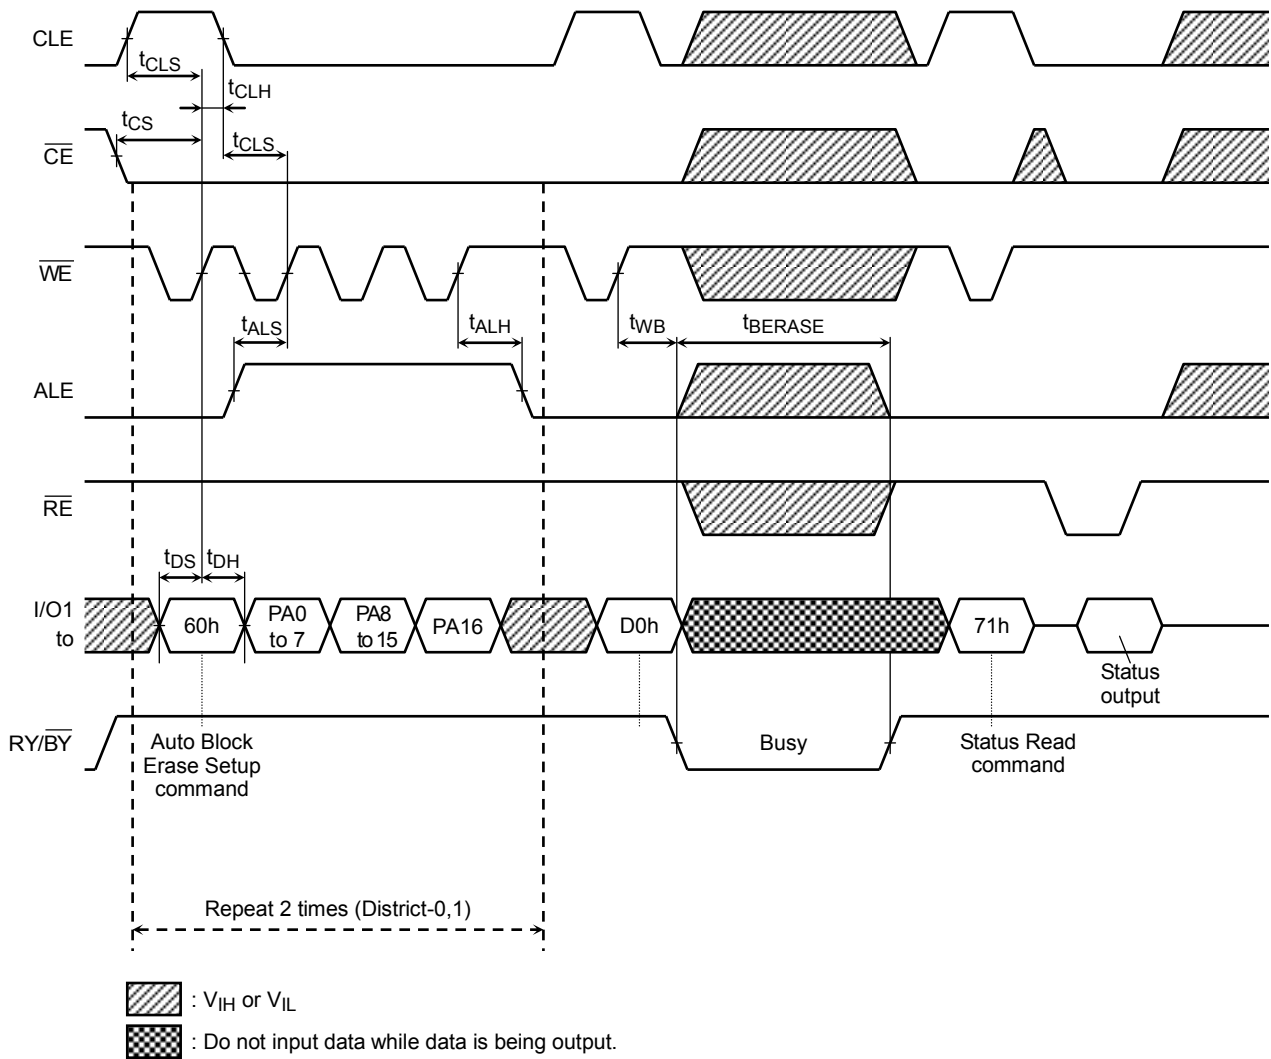 CLE
tCLS
tCLH
tCS
tCLS
CE
WE
tALS
tALH
tWB
tBERASE
ALE
RE
tDS
tDH
I/O1
to
60h
PA0
to 7
PA8
to 15
PA16
D0h
71h
Status
output
RY/BY
Auto Block
Erase Setup
command
Busy
Status Read
command
Repeat 2 times (District-0,1)
: VIH or VIL
: Do not input data while data is being output.